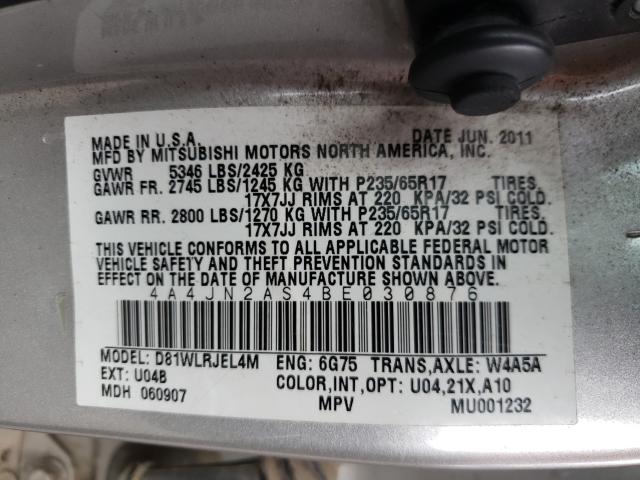 MADE IN U.S.A. DATE JUN. 2011
MFD BY MITSUBISHI MOTORS NORTH AMERICA, INC.
GVWR 5346 LBS/2425 KG
GAWR FR. 2745 LBS/1245 KG WITH P235/65R17 TIRES,
17X7JJ RIMS AT 220 KPA/32 PSI COLD.
GAWR RR. 2800 LBS/1270 KG WITH P235/65R17 TIRES,
17X7JJ RIMS AT 220 KPA/32 PSI COLD.
THIS VEHICLE CONFORMS TO ALL APPLICABLE FEDERAL MOTOR
VEHICLE SAFETY AND THEFT PREVENTION STANDARDS IN
EFFECT ON THE DATE OF MANUFACTURE SHOWN ABOVE.
4A4JN2AS4BE030876
MODEL: D81WLRJEL4M ENG: 6G75 TRANS,AXLE: W4A5A
EXT: U04B COLOR,INT,OPT: U04,21X,A10
MDH 060907 MPV MU001232